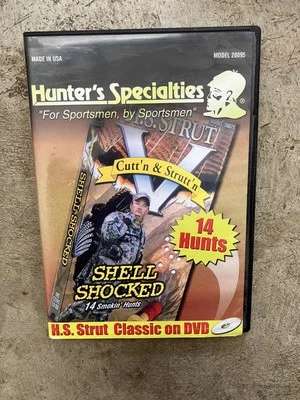 MADE IN USA
MODEL 20095
Hunter's Specialties®
"For Sportsmen, by Sportsmen"
H.S. STRUT
V
Cutt'n & Strutt'n
SHELL SHOCKED
14
Hunts
SHELL
SHOCKED
14 Smokin' Hunts
H.S. Strut Classic on DVD